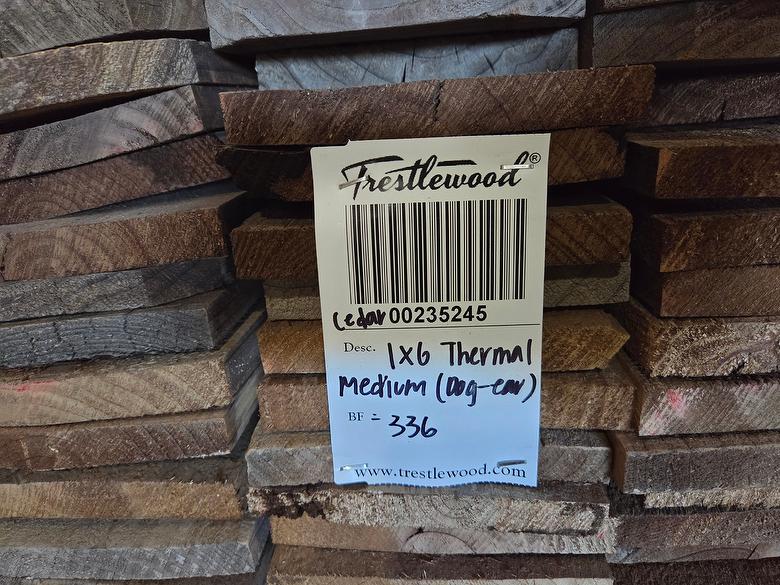 Trestlewood®
Cedar 00235245
Desc. 1x6 Thermal
Medium (Dog-ear)
BF = 336
www.trestlewood.com